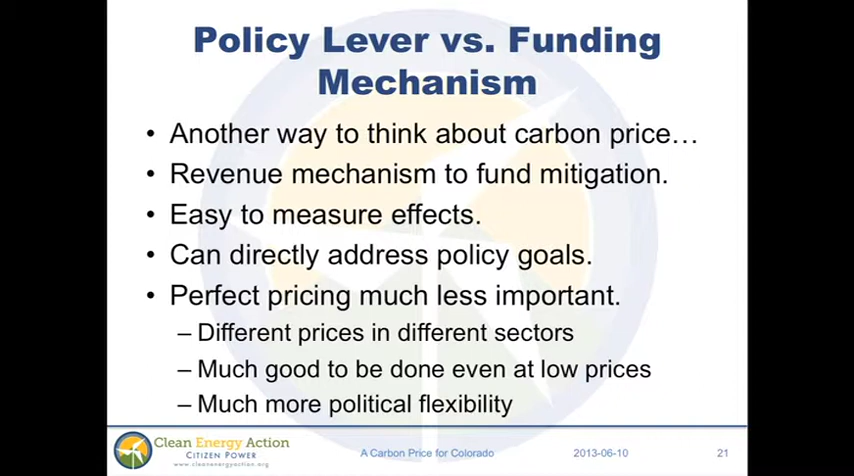 Policy Lever vs. Funding
Mechanism
• Another way to think about carbon price…
• Revenue mechanism to fund mitigation.
• Easy to measure effects.
• Can directly address policy goals.
• Perfect pricing much less important.
– Different prices in different sectors
– Much good to be done even at low prices
– Much more political flexibility
Clean Energy Action
CITIZEN POWER
www.cleanenergyaction.org
A Carbon Price for Colorado
2013-06-10
21